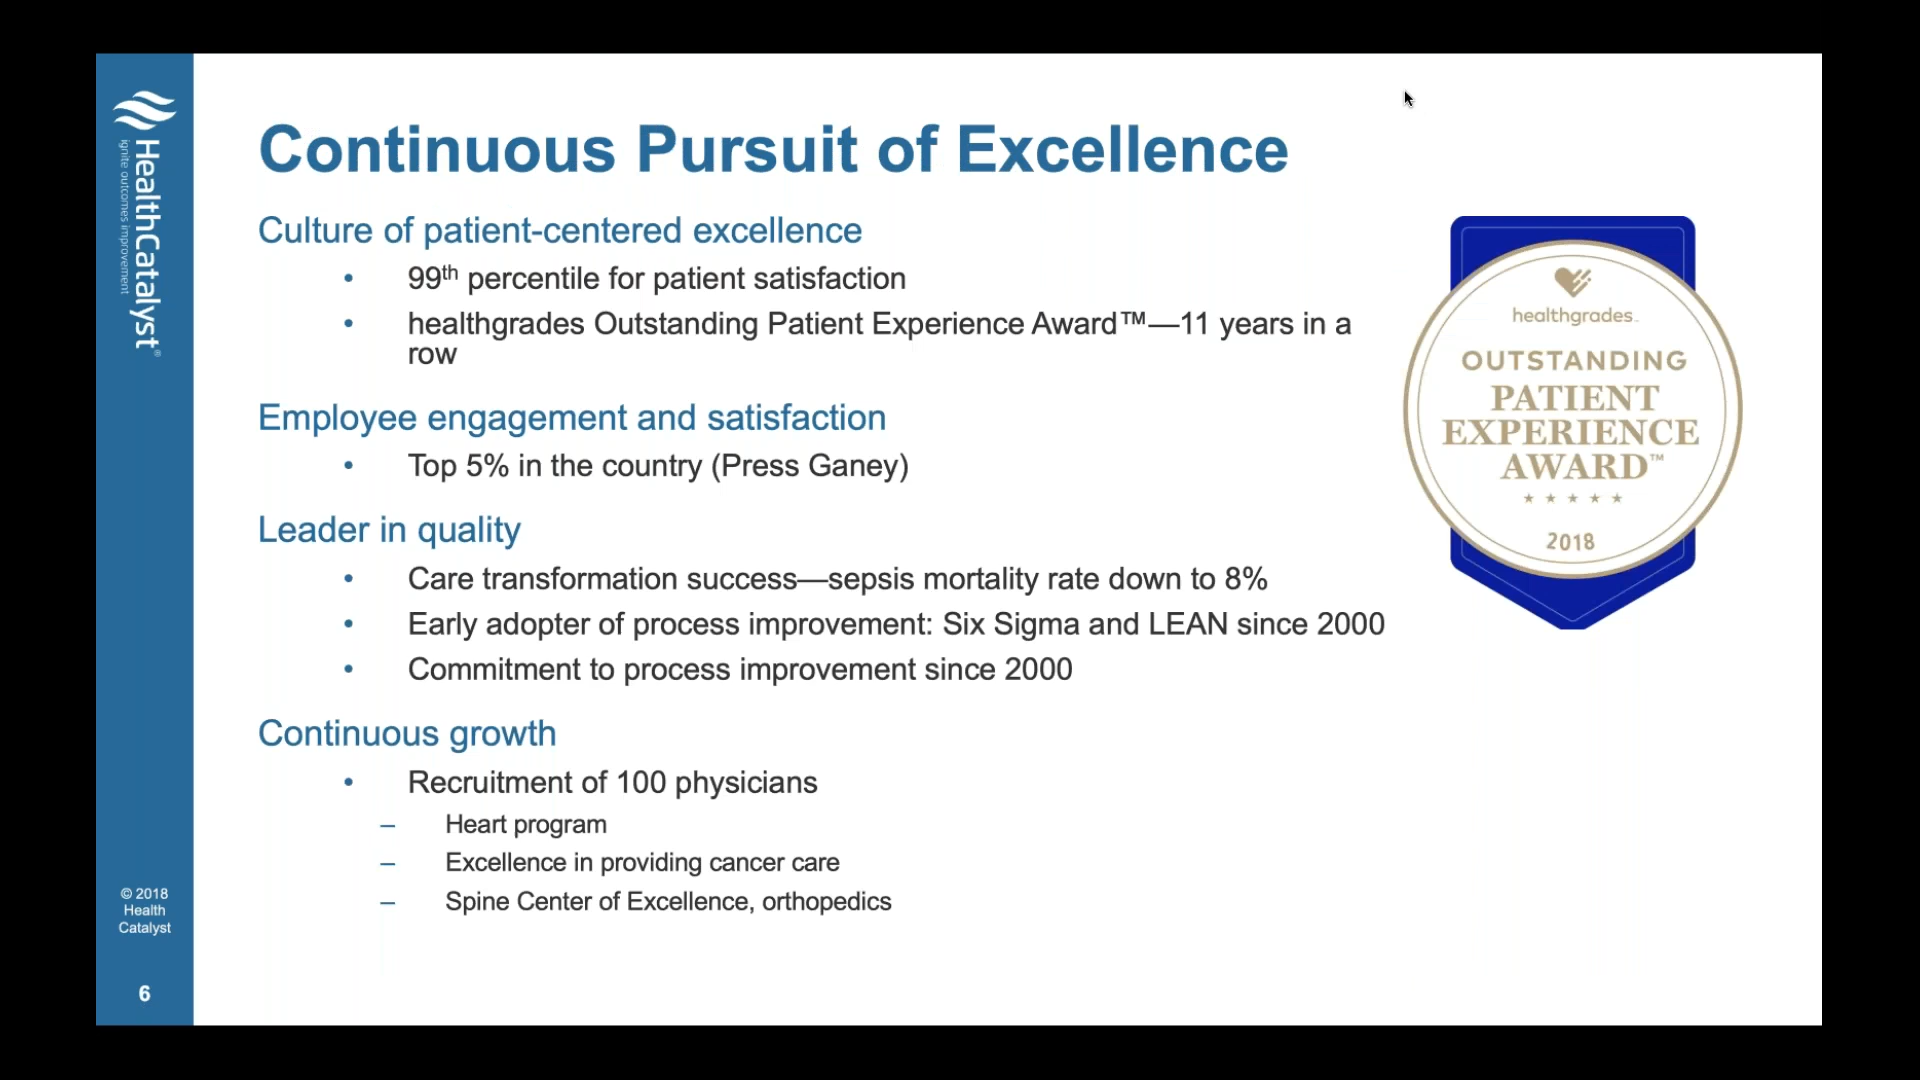 HealthCatalyst®
ignite outcomes improvement
Continuous Pursuit of Excellence
Culture of patient-centered excellence
• 99th percentile for patient satisfaction
• healthgrades Outstanding Patient Experience Award™—11 years in a
row
Employee engagement and satisfaction
• Top 5% in the country (Press Ganey)
Leader in quality
• Care transformation success—sepsis mortality rate down to 8%
• Early adopter of process improvement: Six Sigma and LEAN since 2000
• Commitment to process improvement since 2000
Continuous growth
• Recruitment of 100 physicians
– Heart program
– Excellence in providing cancer care
– Spine Center of Excellence, orthopedics
healthgrades
OUTSTANDING
PATIENT
EXPERIENCE
AWARD™
2018
© 2018
Health
Catalyst
6